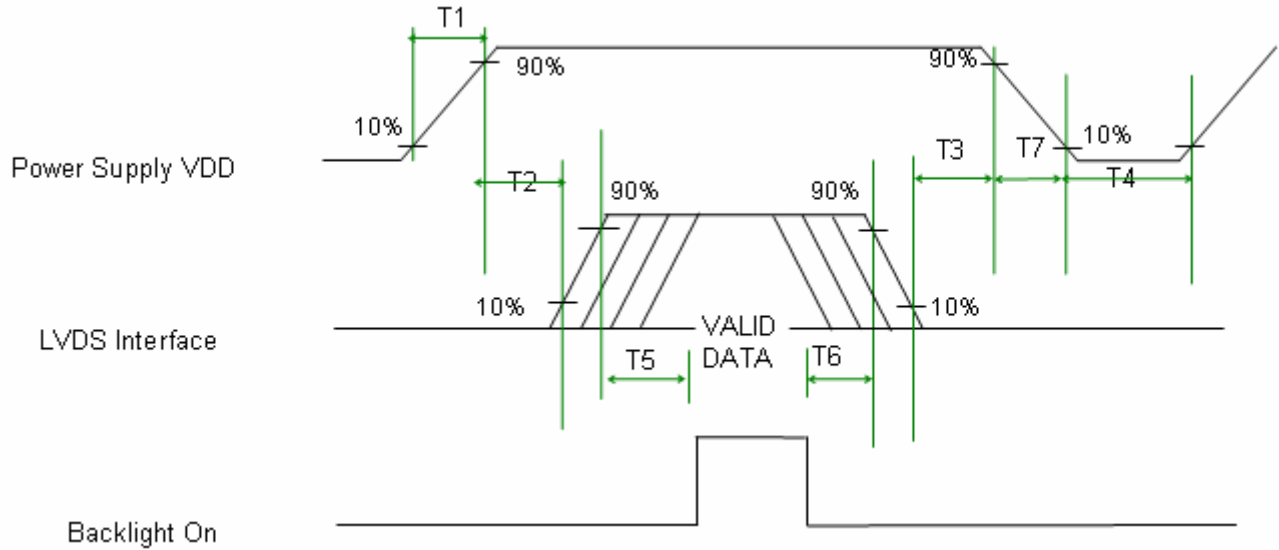 T1
90%
90%
10%
10%
Power Supply VDD
T3
T7
T4
T2
90%
90%
10%
10%
LVDS Interface
VALID
DATA
T5
T6
Backlight On